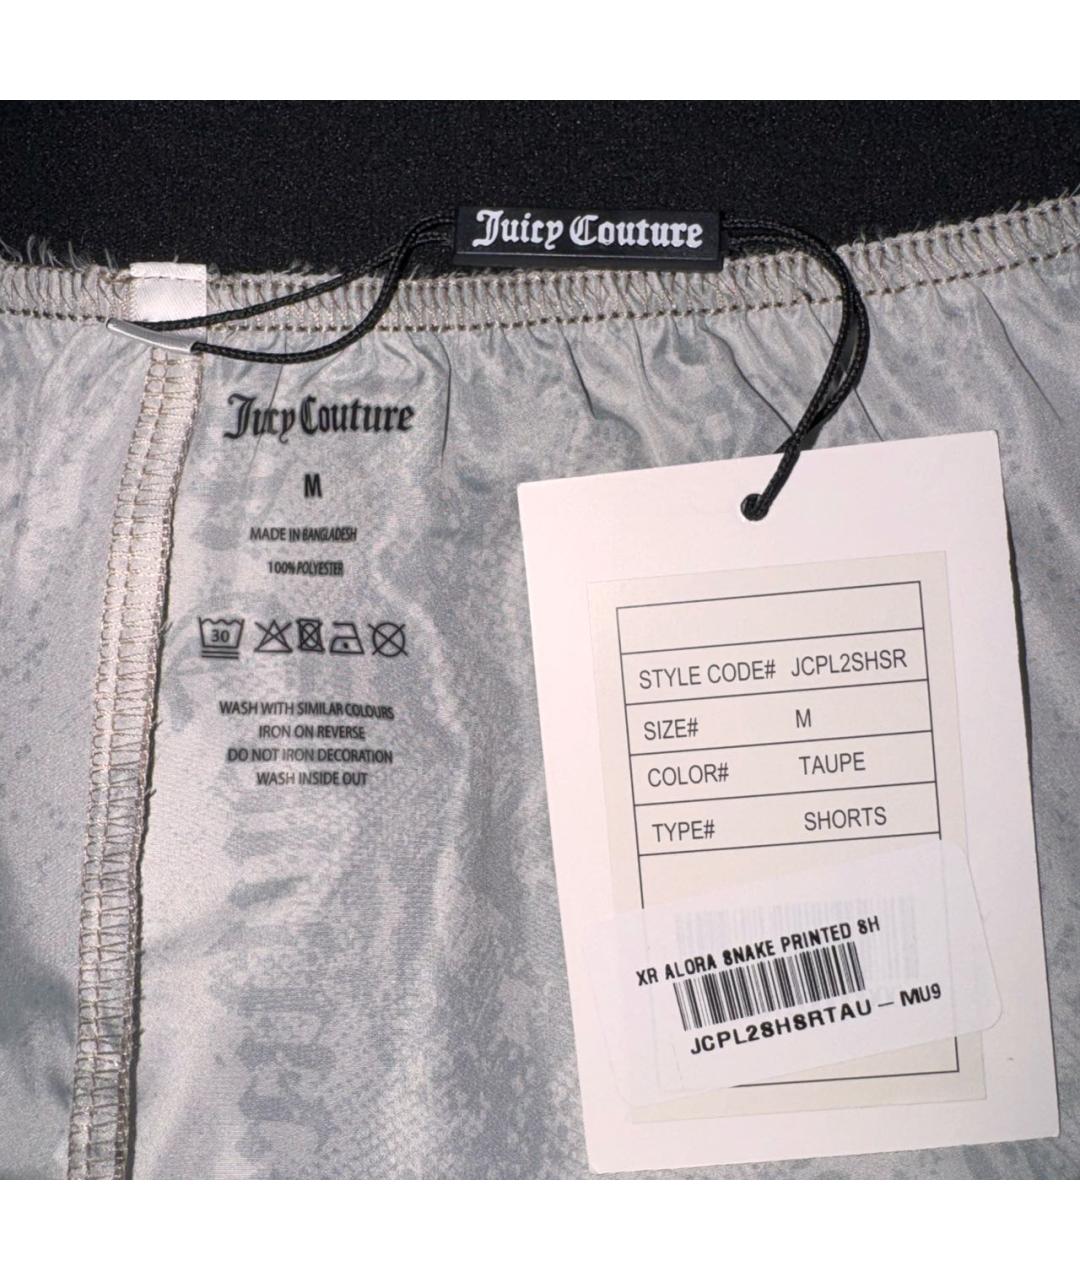 Juicy Couture
Juicy Couture
M
MADE IN BANGLADESH
100% POLYESTER
30
WASH WITH SIMILAR COLOURS
IRON ON REVERSE
DO NOT IRON DECORATION
WASH INSIDE OUT
STYLE CODE# JCPL2SHSR
SIZE# M
COLOR# TAUPE
TYPE# SHORTS
XR ALORA SNAKE PRINTED SH
JCPL2SHSRTAU - MU9